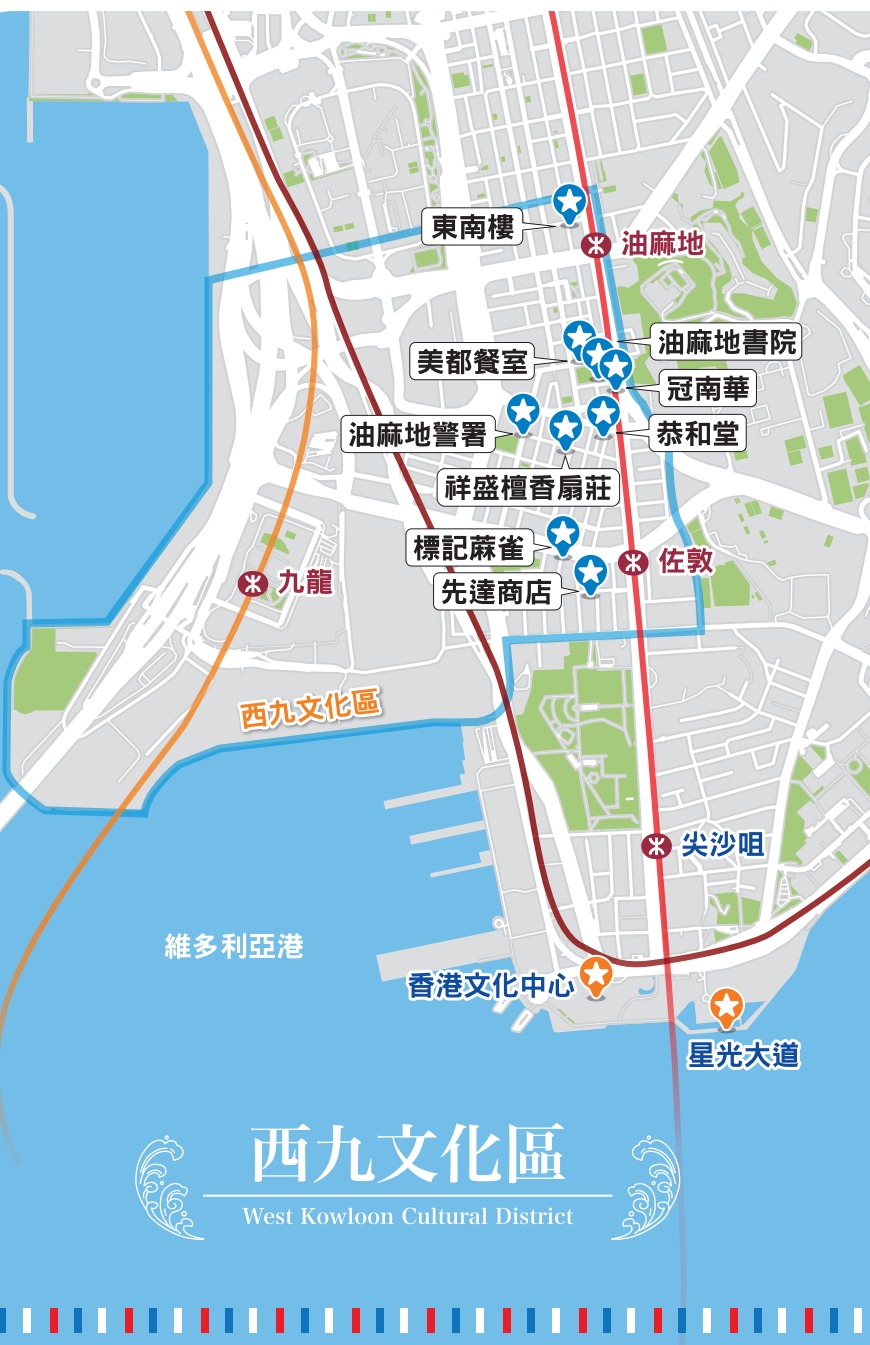 東南樓
油麻地
油麻地書院
美都餐室
冠南華
油麻地警署
恭和堂
祥盛檀香扇莊
標記蔴雀
佐敦
九龍
先達商店
西九文化區
尖沙咀
維多利亞港
香港文化中心
星光大道
西九文化區
West Kowloon Cultural District